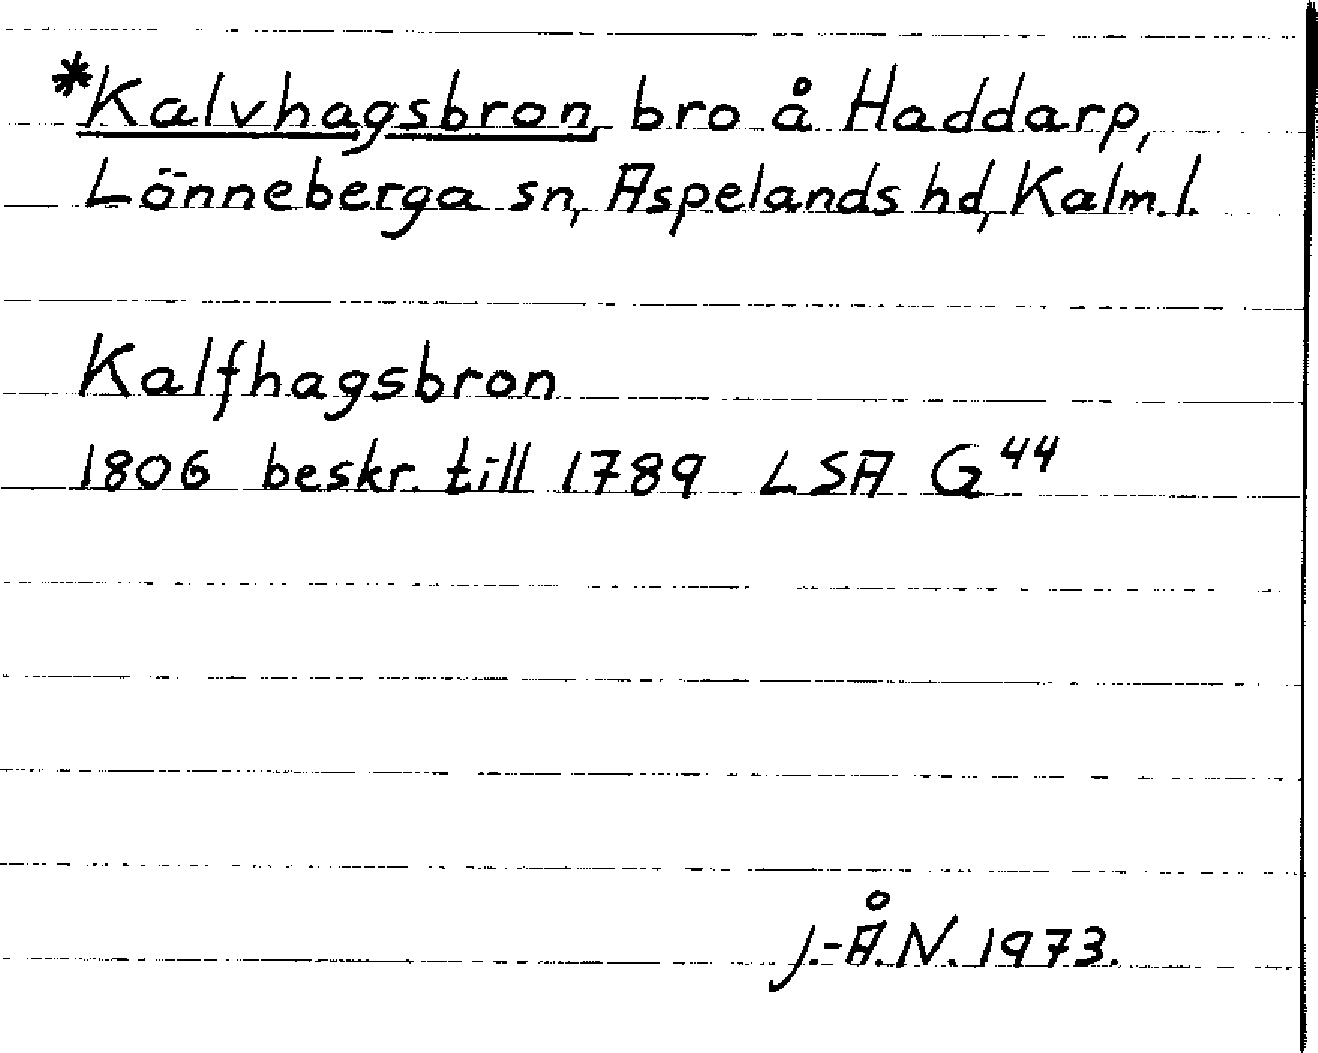 *Kalvhagsbron, bro å Haddarp,
Lönneberga sn, Aspelands hd, Kalm. l.
Kalfhagsbron
1806 beskr. till 1789 LSA G⁴⁴
J.-Å.N. 1973.